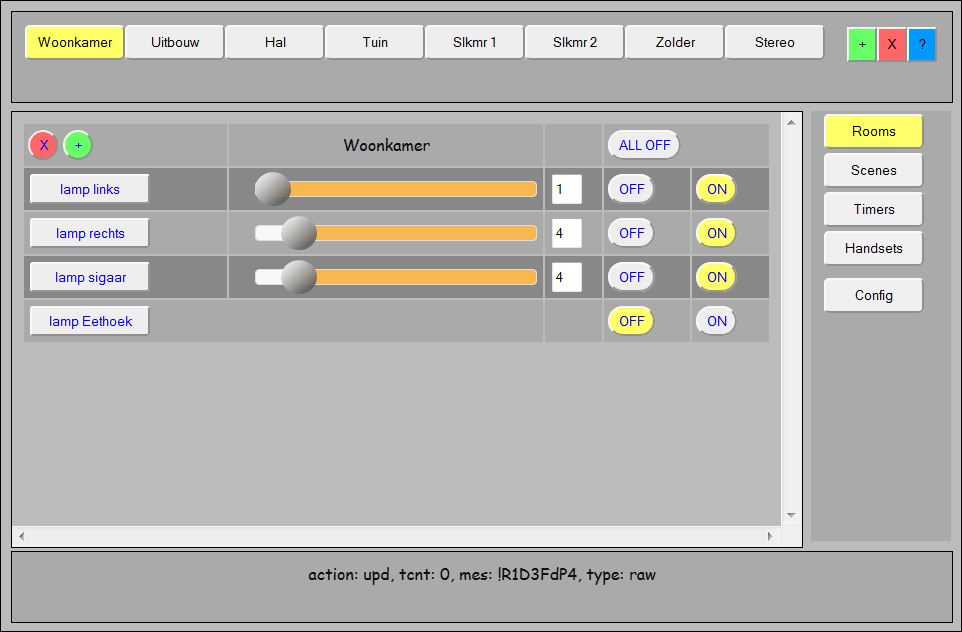 Woonkamer Uitbouw Hal Tuin Slkmr 1 Slkmr 2 Zolder Stereo + X ?
X + Woonkamer ALL OFF
lamp links 1 OFF ON
lamp rechts 4 OFF ON
lamp sigaar 4 OFF ON
lamp Eethoek OFF ON
Rooms
Scenes
Timers
Handsets
Config
action: upd, tcnt: 0, mes: !R1D3FdP4, type: raw